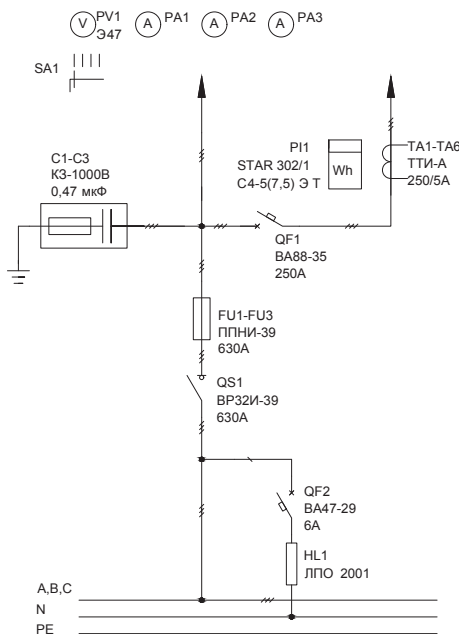 V PV1
Э47
A PA1
A PA2
A PA3
SA1
C1-C3
КЗ-1000В
0,47 мкФ
PI1
STAR 302/1
C4-5(7,5) Э Т
Wh
TA1-TA6
ТТИ-А
250/5А
QF1
ВА88-35
250А
FU1-FU3
ППНИ-39
630А
QS1
ВР32И-39
630А
QF2
ВА47-29
6А
HL1
ЛПО 2001
A,B,C
N
PE